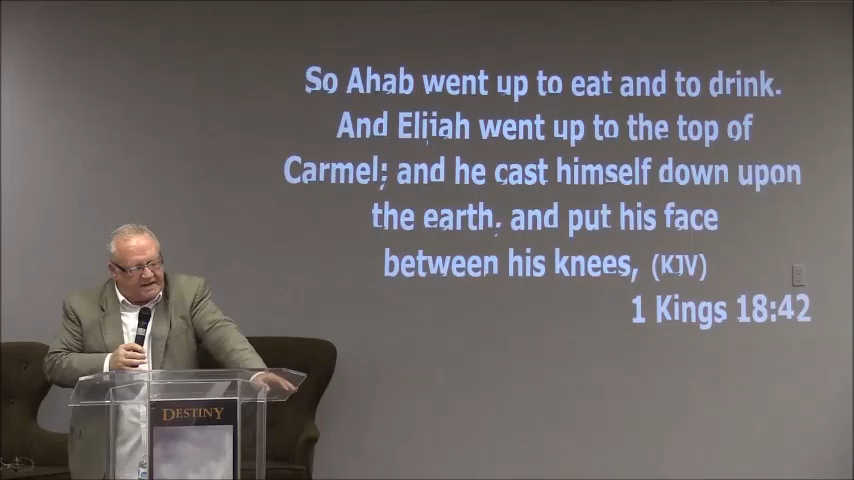 So Ahab went up to eat and to drink.
And Elijah went up to the top of
Carmel; and he cast himself down upon
the earth, and put his face
between his knees, (KJV)
1 Kings 18:42
DESTINY